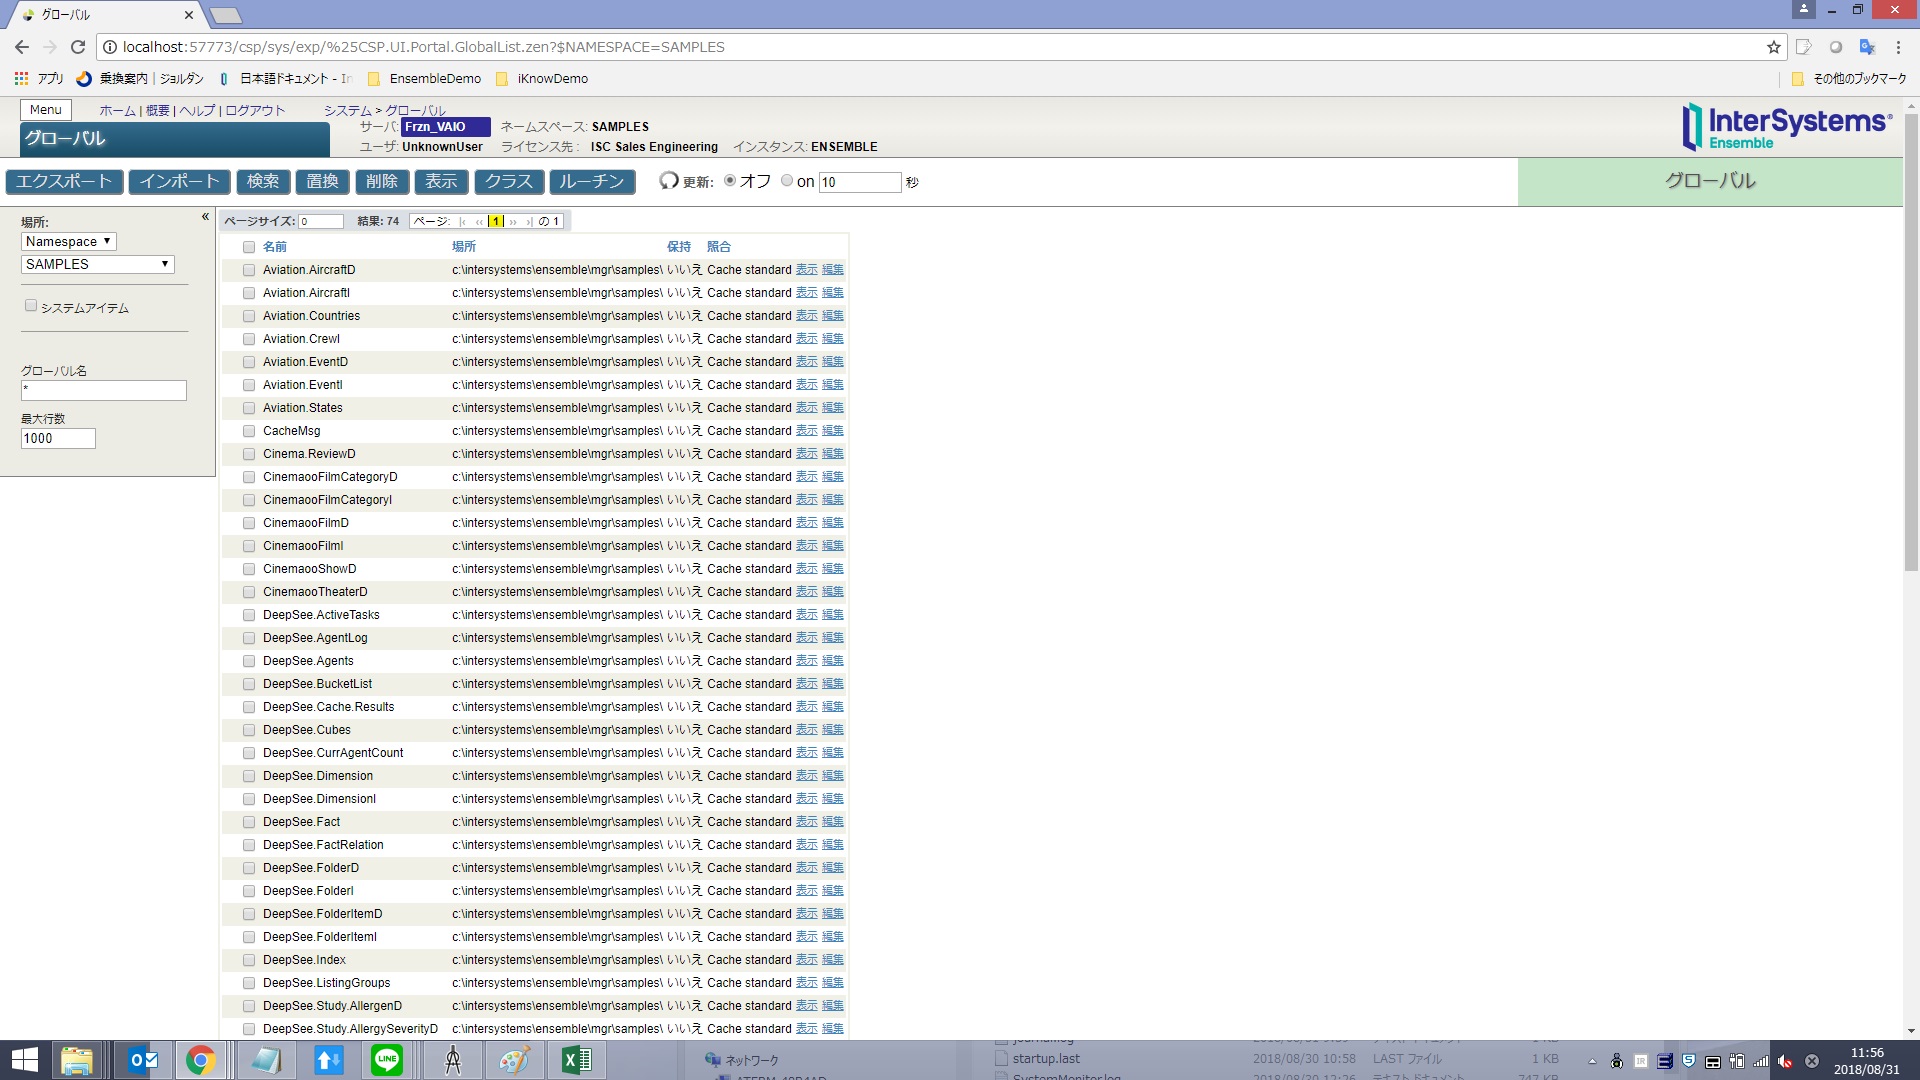 グローバル
localhost:57773/csp/sys/exp/%25CSP.UI.Portal.GlobalList.zen?$NAMESPACE=SAMPLES
アプリ 乗換案内 | ジョルダン 日本語ドキュメント - In EnsembleDemo iKnowDemo その他のブックマーク
Menu ホーム | 概要 | ヘルプ | ログアウト システム > グローバル
グローバル サーバ: Frzn_VAIO ネームスペース: SAMPLES
ユーザ: UnknownUser ライセンス先: ISC Sales Engineering インスタンス: ENSEMBLE
InterSystems
Ensemble
エクスポート インポート 検索 置換 削除 表示 クラス ルーチン 更新: オフ on 10 秒 グローバル
場所:
Namespace
SAMPLES
システムアイテム
グローバル名
*
最大行数
1000
«
ページサイズ: 0 結果: 74 ページ: |‹ ‹‹ 1 ›› ›| の 1
名前 場所 保持 照合
Aviation.AircraftD c:\intersystems\ensemble\mgr\samples\ いいえ Cache standard 表示 編集
Aviation.AircraftI c:\intersystems\ensemble\mgr\samples\ いいえ Cache standard 表示 編集
Aviation.Countries c:\intersystems\ensemble\mgr\samples\ いいえ Cache standard 表示 編集
Aviation.CrewI c:\intersystems\ensemble\mgr\samples\ いいえ Cache standard 表示 編集
Aviation.EventD c:\intersystems\ensemble\mgr\samples\ いいえ Cache standard 表示 編集
Aviation.EventI c:\intersystems\ensemble\mgr\samples\ いいえ Cache standard 表示 編集
Aviation.States c:\intersystems\ensemble\mgr\samples\ いいえ Cache standard 表示 編集
CacheMsg c:\intersystems\ensemble\mgr\samples\ いいえ Cache standard 表示 編集
Cinema.ReviewD c:\intersystems\ensemble\mgr\samples\ いいえ Cache standard 表示 編集
CinemaooFilmCategoryD c:\intersystems\ensemble\mgr\samples\ いいえ Cache standard 表示 編集
CinemaooFilmCategoryI c:\intersystems\ensemble\mgr\samples\ いいえ Cache standard 表示 編集
CinemaooFilmD c:\intersystems\ensemble\mgr\samples\ いいえ Cache standard 表示 編集
CinemaooFilmI c:\intersystems\ensemble\mgr\samples\ いいえ Cache standard 表示 編集
CinemaooShowD c:\intersystems\ensemble\mgr\samples\ いいえ Cache standard 表示 編集
CinemaooTheaterD c:\intersystems\ensemble\mgr\samples\ いいえ Cache standard 表示 編集
DeepSee.ActiveTasks c:\intersystems\ensemble\mgr\samples\ いいえ Cache standard 表示 編集
DeepSee.AgentLog c:\intersystems\ensemble\mgr\samples\ いいえ Cache standard 表示 編集
DeepSee.Agents c:\intersystems\ensemble\mgr\samples\ いいえ Cache standard 表示 編集
DeepSee.BucketList c:\intersystems\ensemble\mgr\samples\ いいえ Cache standard 表示 編集
DeepSee.Cache.Results c:\intersystems\ensemble\mgr\samples\ いいえ Cache standard 表示 編集
DeepSee.Cubes c:\intersystems\ensemble\mgr\samples\ いいえ Cache standard 表示 編集
DeepSee.CurrAgentCount c:\intersystems\ensemble\mgr\samples\ いいえ Cache standard 表示 編集
DeepSee.Dimension c:\intersystems\ensemble\mgr\samples\ いいえ Cache standard 表示 編集
DeepSee.DimensionI c:\intersystems\ensemble\mgr\samples\ いいえ Cache standard 表示 編集
DeepSee.Fact c:\intersystems\ensemble\mgr\samples\ いいえ Cache standard 表示 編集
DeepSee.FactRelation c:\intersystems\ensemble\mgr\samples\ いいえ Cache standard 表示 編集
DeepSee.FolderD c:\intersystems\ensemble\mgr\samples\ いいえ Cache standard 表示 編集
DeepSee.FolderI c:\intersystems\ensemble\mgr\samples\ いいえ Cache standard 表示 編集
DeepSee.FolderItemD c:\intersystems\ensemble\mgr\samples\ いいえ Cache standard 表示 編集
DeepSee.FolderItemI c:\intersystems\ensemble\mgr\samples\ いいえ Cache standard 表示 編集
DeepSee.Index c:\intersystems\ensemble\mgr\samples\ いいえ Cache standard 表示 編集
DeepSee.ListingGroups c:\intersystems\ensemble\mgr\samples\ いいえ Cache standard 表示 編集
DeepSee.Study.AllergenD c:\intersystems\ensemble\mgr\samples\ いいえ Cache standard 表示 編集
DeepSee.Study.AllergySeverityD c:\intersystems\ensemble\mgr\samples\ いいえ Cache standard 表示 編集
LINE ネットワーク startup.last 2018/08/30 10:58 LAST ファイル 1 KB
SystemMonitor.log 2018/08/30 12:26 テキスト ドキュメント 747 KB
11:56
2018/08/31